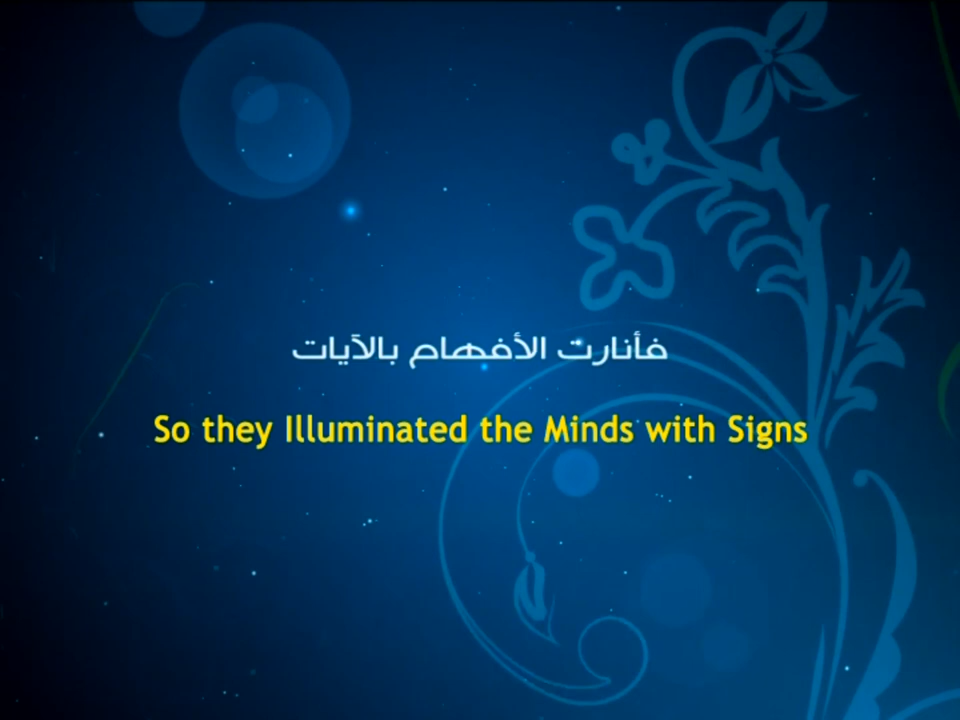 فأنارت الأفهام بالآيات
So they Illuminated the Minds with Signs